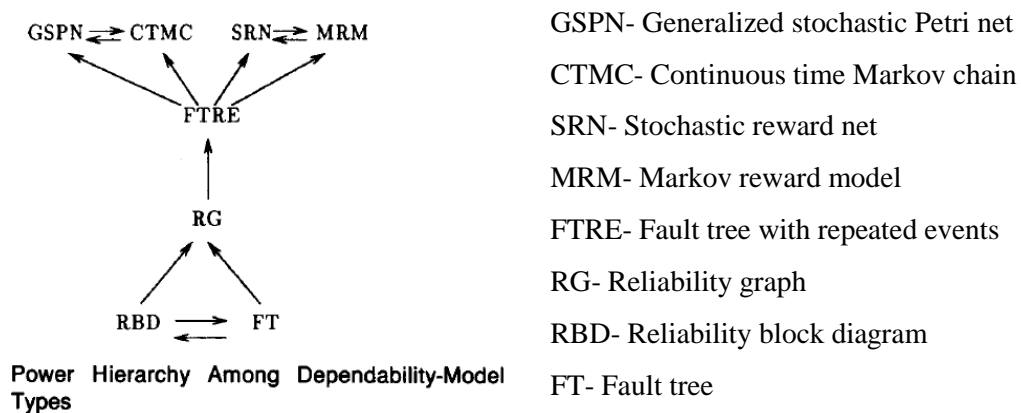 GSPN CTMC SRN MRM
FTRE
RG
RBD FT
Power Hierarchy Among Dependability-Model
Types
GSPN- Generalized stochastic Petri net
CTMC- Continuous time Markov chain
SRN- Stochastic reward net
MRM- Markov reward model
FTRE- Fault tree with repeated events
RG- Reliability graph
RBD- Reliability block diagram
FT- Fault tree